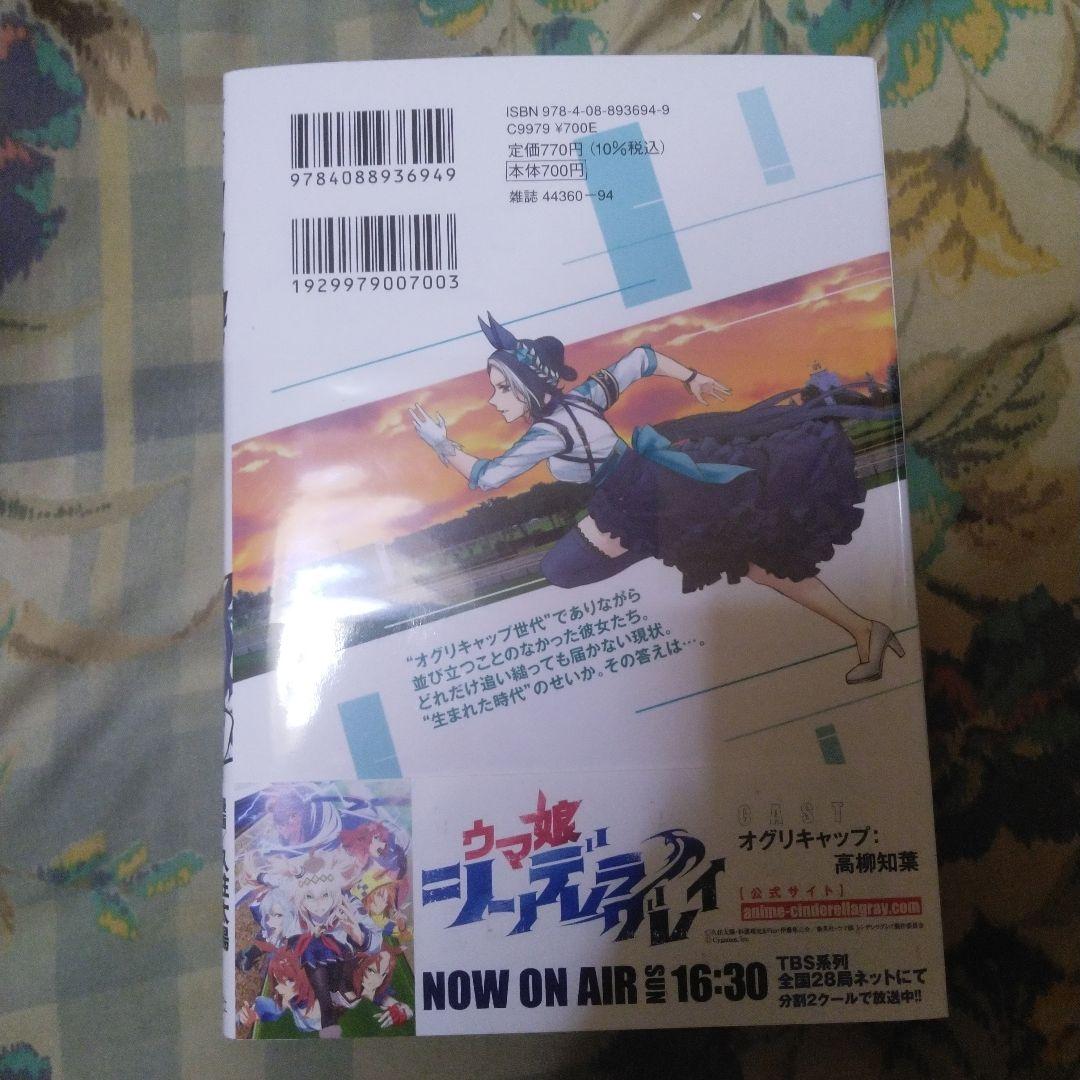 ISBN 978-4-08-893694-9
C9979 ¥700E
定価770円(10%税込)
本体700円
雑誌 44360-94
9784088936949
1929979007003
“オグリキャップ世代”でありながら
並び立つことのなかった彼女たち。
どれだけ追い縋っても届かない現状。
“生まれた時代”のせいか。その答えは…。
ウマ娘
シンデレラグレイ
CAST
オグリキャップ:
高柳知葉
[公式サイト]
anime-cinderellagray.com
NOW ON AIR SUN 16:30
TBS系列
全国28局ネットにて
分割2クールで放送中!!